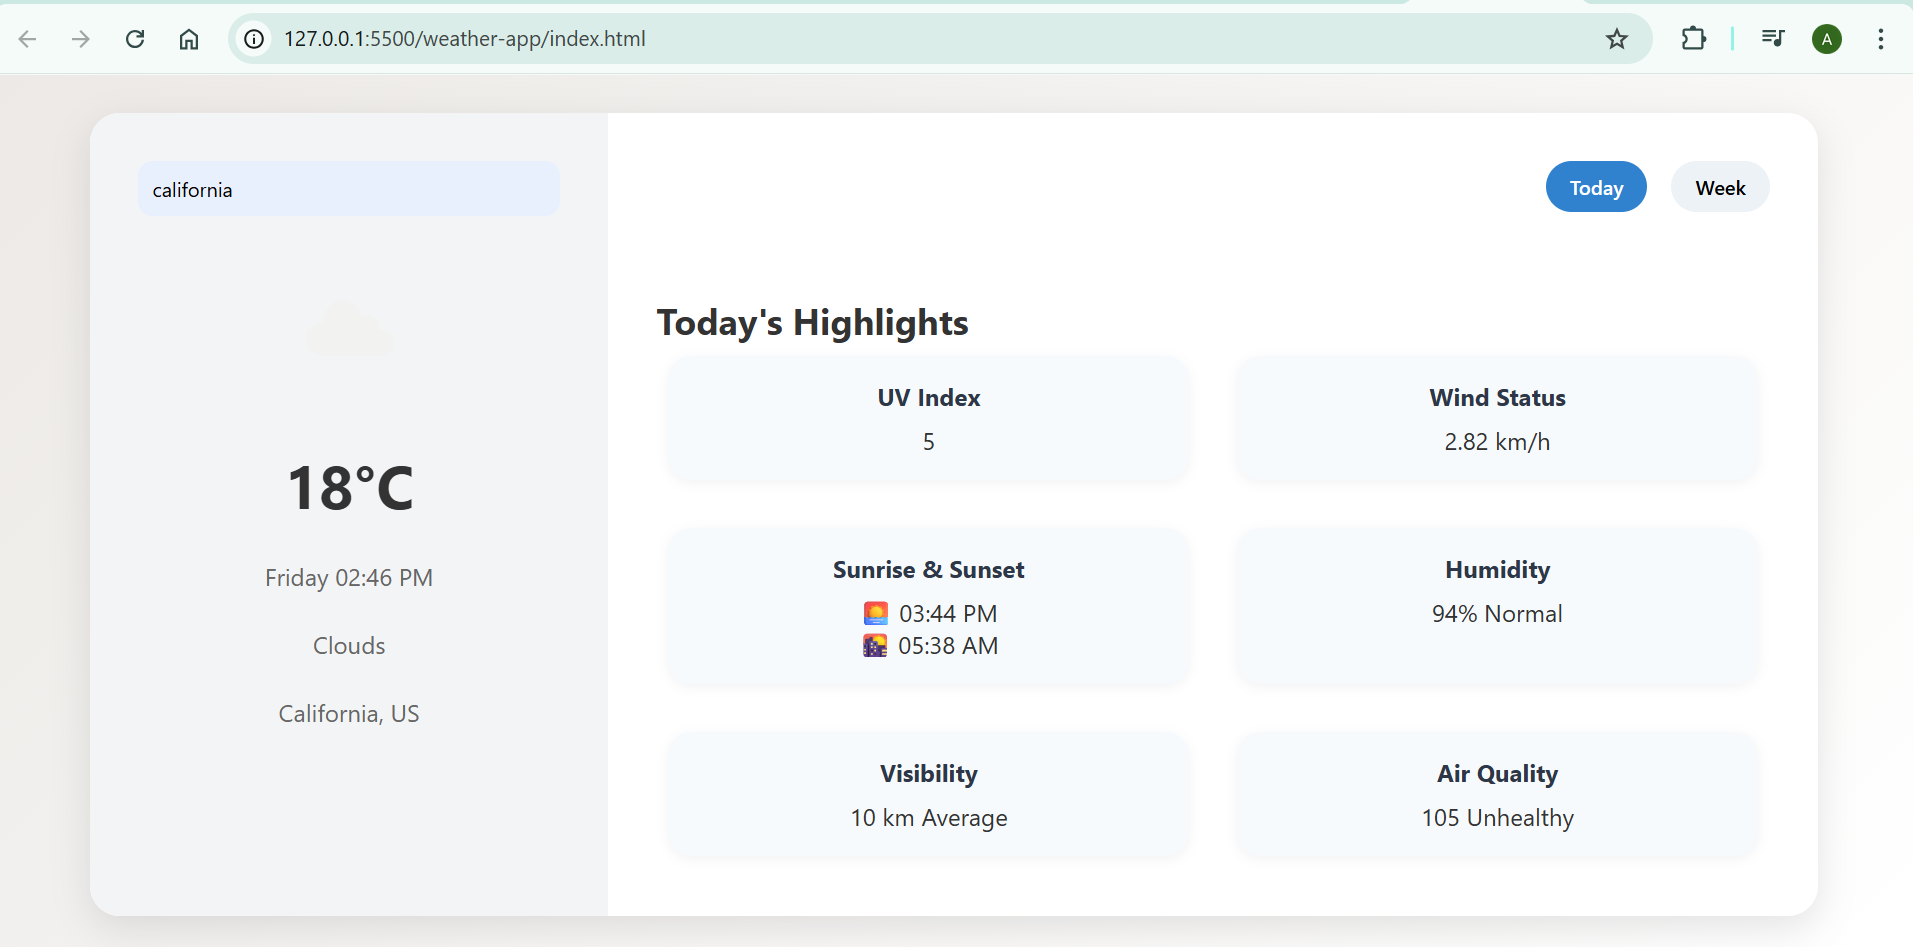 127.0.0.1:5500/weather-app/index.html
A
california
Today
Week
18°C
Friday 02:46 PM
Clouds
California, US
Today's Highlights
UV Index
5
Wind Status
2.82 km/h
Sunrise & Sunset
03:44 PM
05:38 AM
Humidity
94% Normal
Visibility
10 km Average
Air Quality
105 Unhealthy